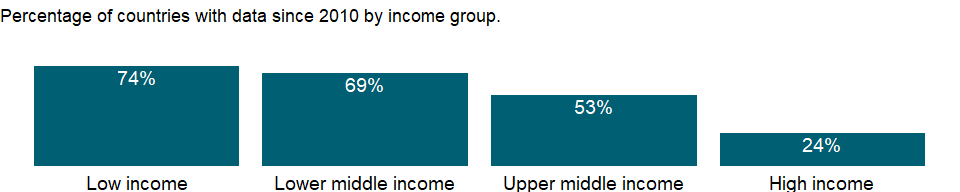 Percentage of countries with data since 2010 by income group.
74%
69%
53%
24%
Low income
Lower middle income
Upper middle income
High income